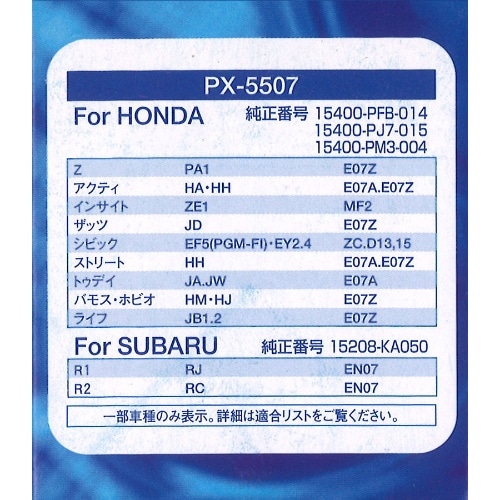 PX-5507
For HONDA 純正番号 15400-PFB-014
15400-PJ7-015
15400-PM3-004
Z PA1 E07Z
アクティ HA・HH E07A.E07Z
インサイト ZE1 MF2
ザッツ JD E07Z
シビック EF5(PGM-FI)・EY2.4 ZC.D13,15
ストリート HH E07A.E07Z
トゥデイ JA.JW E07A
バモス・ホビオ HM・HJ E07Z
ライフ JB1.2 E07Z
For SUBARU 純正番号 15208-KA050
R1 RJ EN07
R2 RC EN07
一部車種のみ表示。詳細は適合リストをご覧ください。